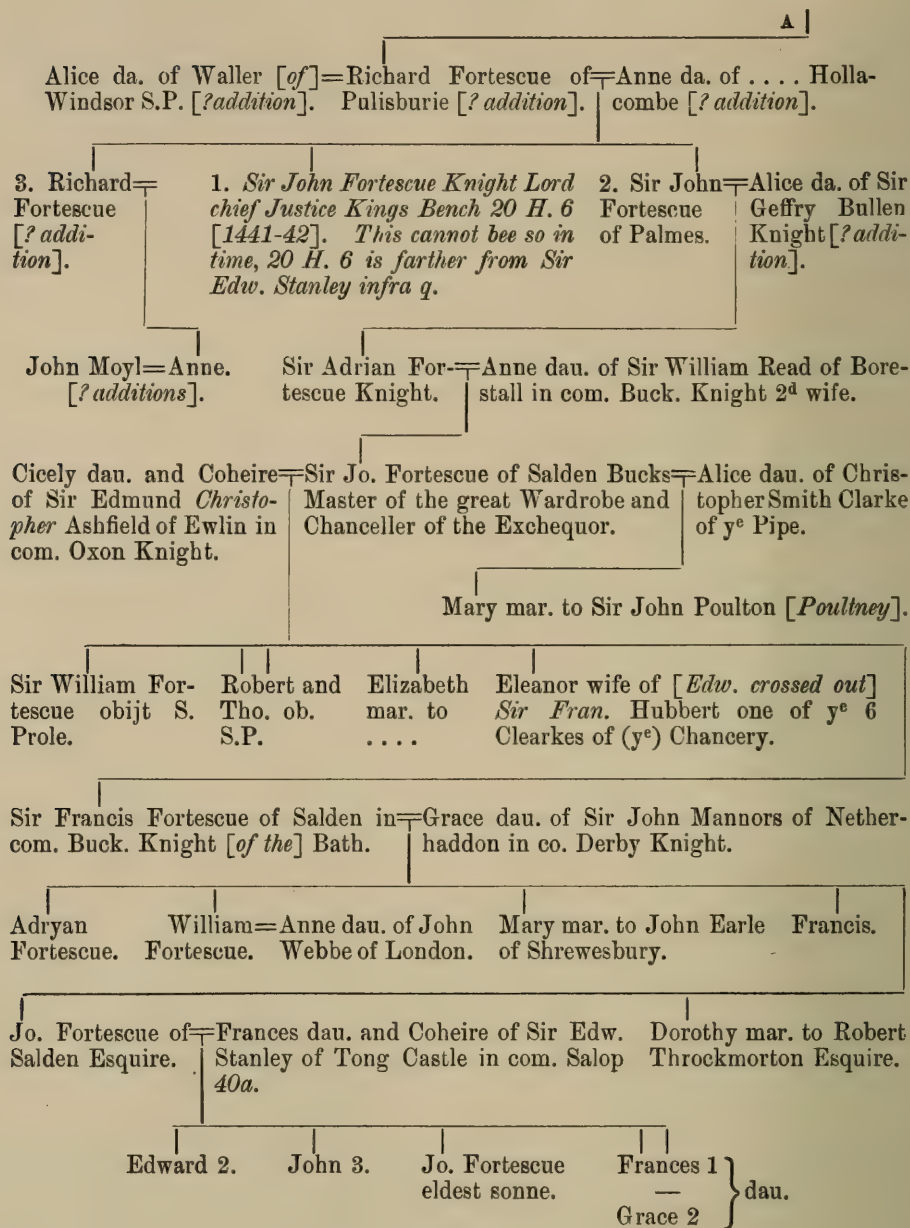 A
Alice da. of Waller [of]=Richard Fortescue of=Anne da. of .... Holla-
Windsor S.P. [?addition]. Pulisburie [? addition]. combe [? addition].
3. Richard= 1. Sir John Fortescue Knight Lord 2. Sir John=Alice da. of Sir
Fortescue chief Justice Kings Bench 20 H. 6 Fortescue Geffry Bullen
[? addi- [1441-42]. This cannot bee so in of Palmes. Knight [? addi-
tion]. time, 20 H. 6 is farther from Sir tion].
Edw. Stanley infra q.
John Moyl=Anne. Sir Adrian For-=Anne dau. of Sir William Read of Bore-
[? additions]. tescue Knight. stall in com. Buck. Knight 2d wife.
Cicely dau. and Coheire=Sir Jo. Fortescue of Salden Bucks=Alice dau. of Chris-
of Sir Edmund Christo- Master of the great Wardrobe and topher Smith Clarke
pher Ashfield of Ewlin in Chanceller of the Exchequor. of ye Pipe.
com. Oxon Knight.
Mary mar. to Sir John Poulton [Poultney].
Sir William For- Robert and Elizabeth Eleanor wife of [Edw. crossed out]
tescue obijt S. Tho. ob. mar. to Sir Fran. Hubbert one of ye 6
Prole. S.P. .... Clearkes of (ye) Chancery.
Sir Francis Fortescue of Salden in=Grace dau. of Sir John Mannors of Nether-
com. Buck. Knight [of the] Bath. haddon in co. Derby Knight.
Adryan William=Anne dau. of John Mary mar. to John Earle Francis.
Fortescue. Fortescue. Webbe of London. of Shrewesbury.
Jo. Fortescue of=Frances dau. and Coheire of Sir Edw. Dorothy mar. to Robert
Salden Esquire. Stanley of Tong Castle in com. Salop Throckmorton Esquire.
40a.
Edward 2. John 3. Jo. Fortescue Frances 1
eldest sonne. — dau.
Grace 2